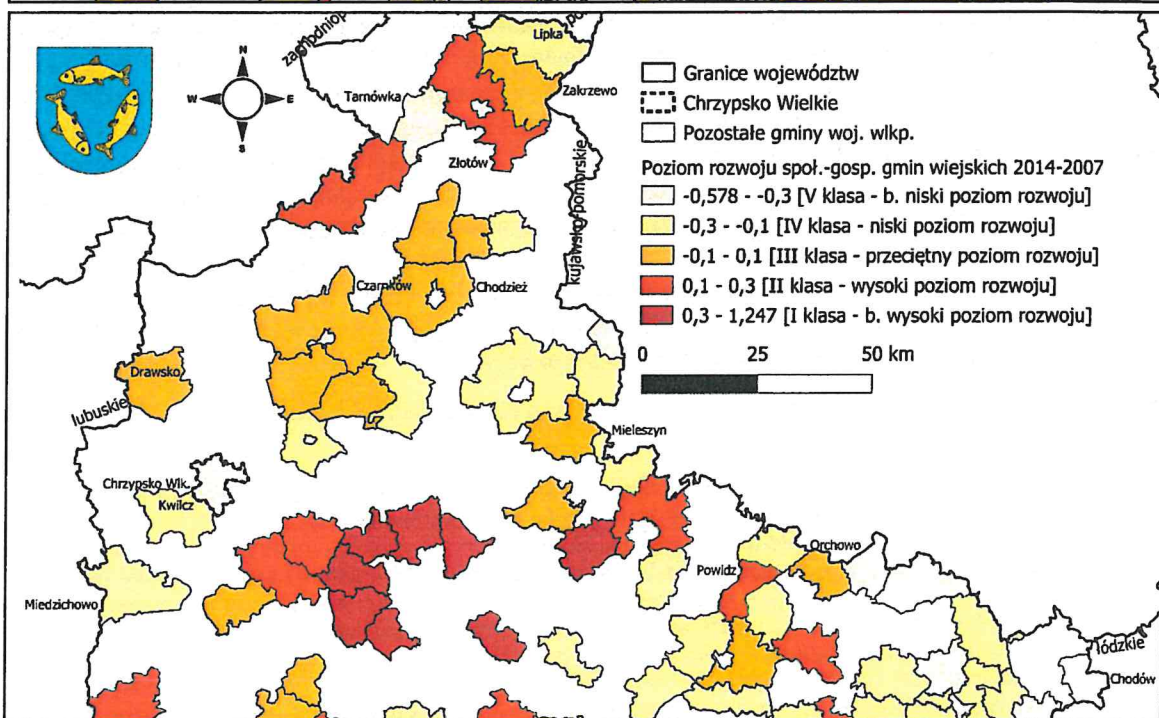 zachodniop
po
Lipka
N
W E
S
Tarnówka
Zakrzewo
Złotów
kujawsko-pomorskie
Granice województw
Chrzypsko Wielkie
Pozostałe gminy woj. wlkp.
Poziom rozwoju społ.-gosp. gmin wiejskich 2014-2007
-0,578 - -0,3 [V klasa - b. niski poziom rozwoju]
-0,3 - -0,1 [IV klasa - niski poziom rozwoju]
-0,1 - 0,1 [III klasa - przeciętny poziom rozwoju]
0,1 - 0,3 [II klasa - wysoki poziom rozwoju]
0,3 - 1,247 [I klasa - b. wysoki poziom rozwoju]
0 25 50 km
Czarnków
Chodzież
Drawsko
lubuskie
Mieleszyn
Chrzypsko Wlk.
Kwilcz
Orchowo
Powidz
Miedzichowo
łódzkie
Chodów